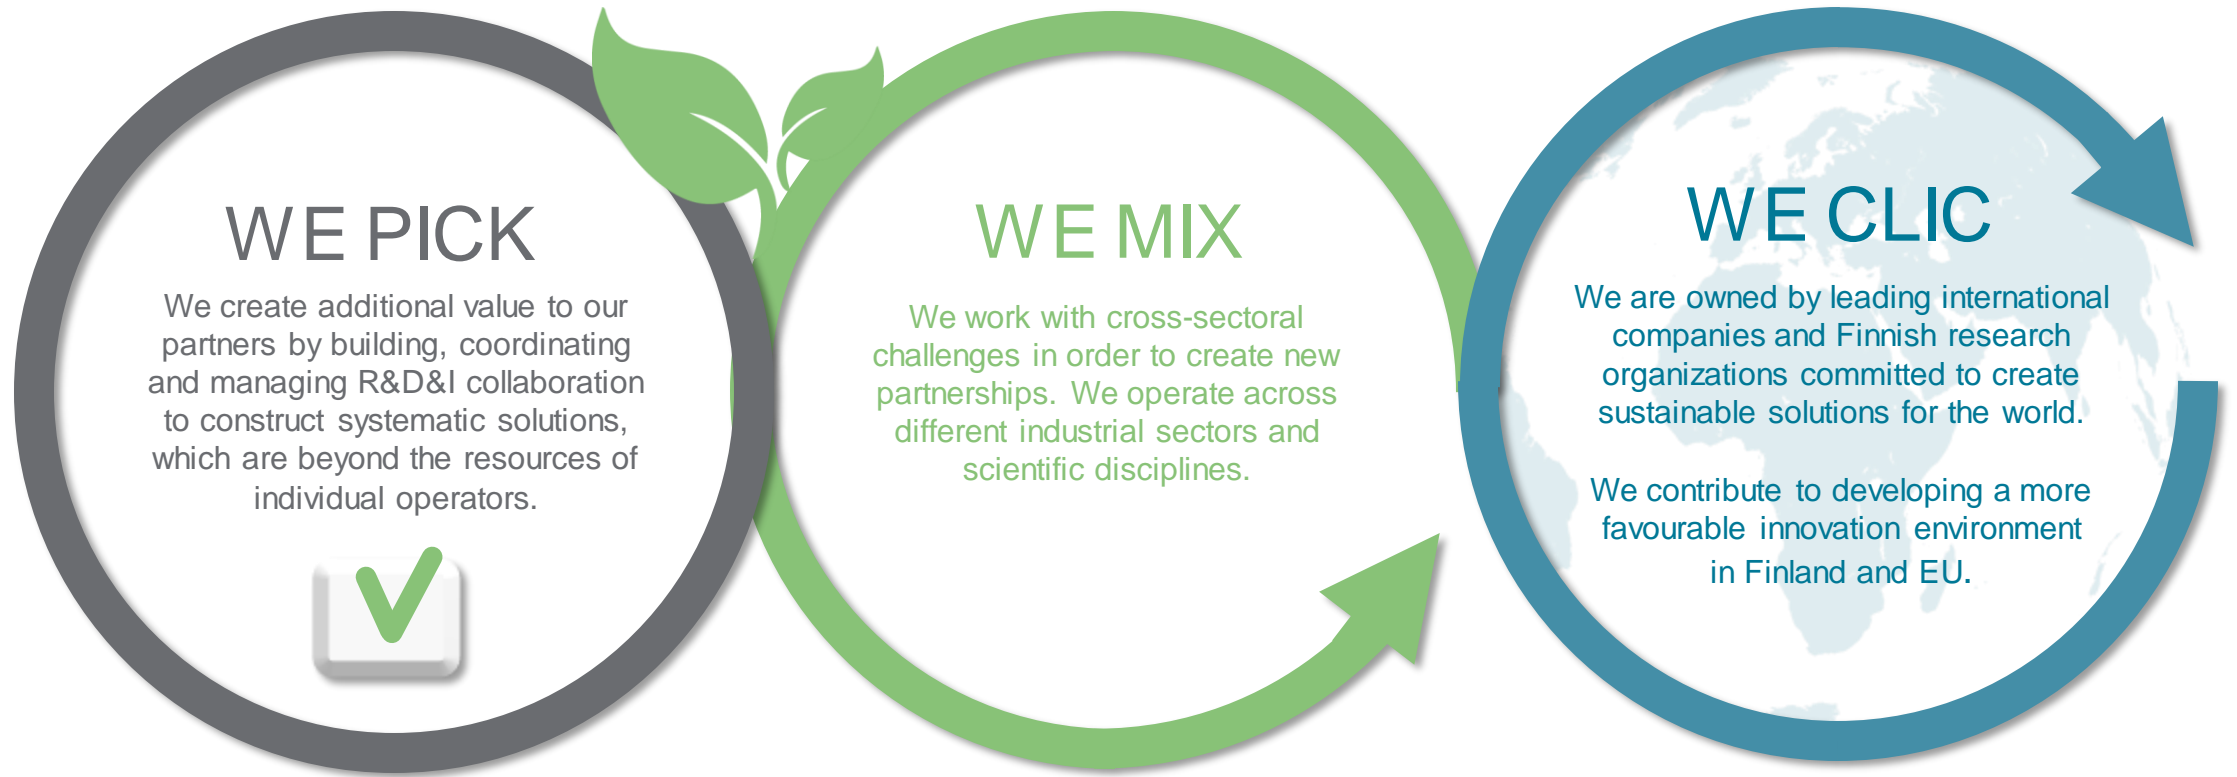 WE PICK
We create additional value to our
partners by building, coordinating
and managing R&D&I collaboration
to construct systematic solutions,
which are beyond the resources of
individual operators.
WE MIX
We work with cross-sectoral
challenges in order to create new
partnerships. We operate across
different industrial sectors and
scientific disciplines.
WE CLIC
We are owned by leading international
companies and Finnish research
organizations committed to create
sustainable solutions for the world.
We contribute to developing a more
favourable innovation environment
in Finland and EU.